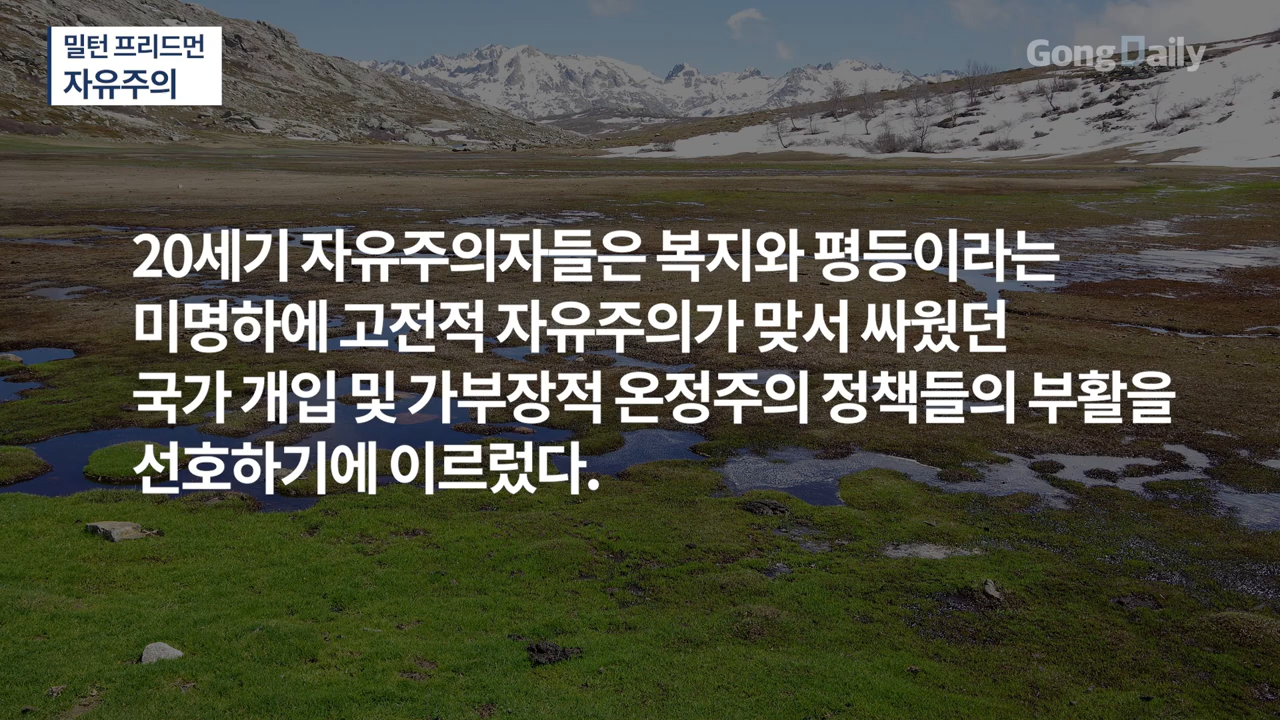 밀턴 프리드먼
자유주의
Gong Daily
20세기 자유주의자들은 복지와 평등이라는
미명하에 고전적 자유주의가 맞서 싸웠던
국가 개입 및 가부장적 온정주의 정책들의 부활을
선호하기에 이르렀다.